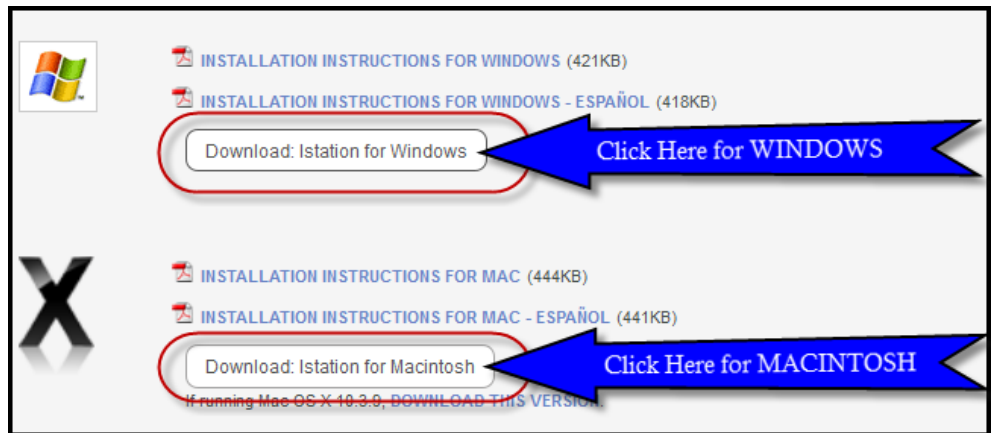 INSTALLATION INSTRUCTIONS FOR WINDOWS (421KB)
INSTALLATION INSTRUCTIONS FOR WINDOWS - ESPAÑOL (418KB)
Download: Istation for Windows
Click Here for WINDOWS
X
INSTALLATION INSTRUCTIONS FOR MAC (444KB)
INSTALLATION INSTRUCTIONS FOR MAC - ESPAÑOL (441KB)
Download: Istation for Macintosh
Click Here for MACINTOSH
If running Mac OS X 10.3.9, DOWNLOAD THIS VERSION.